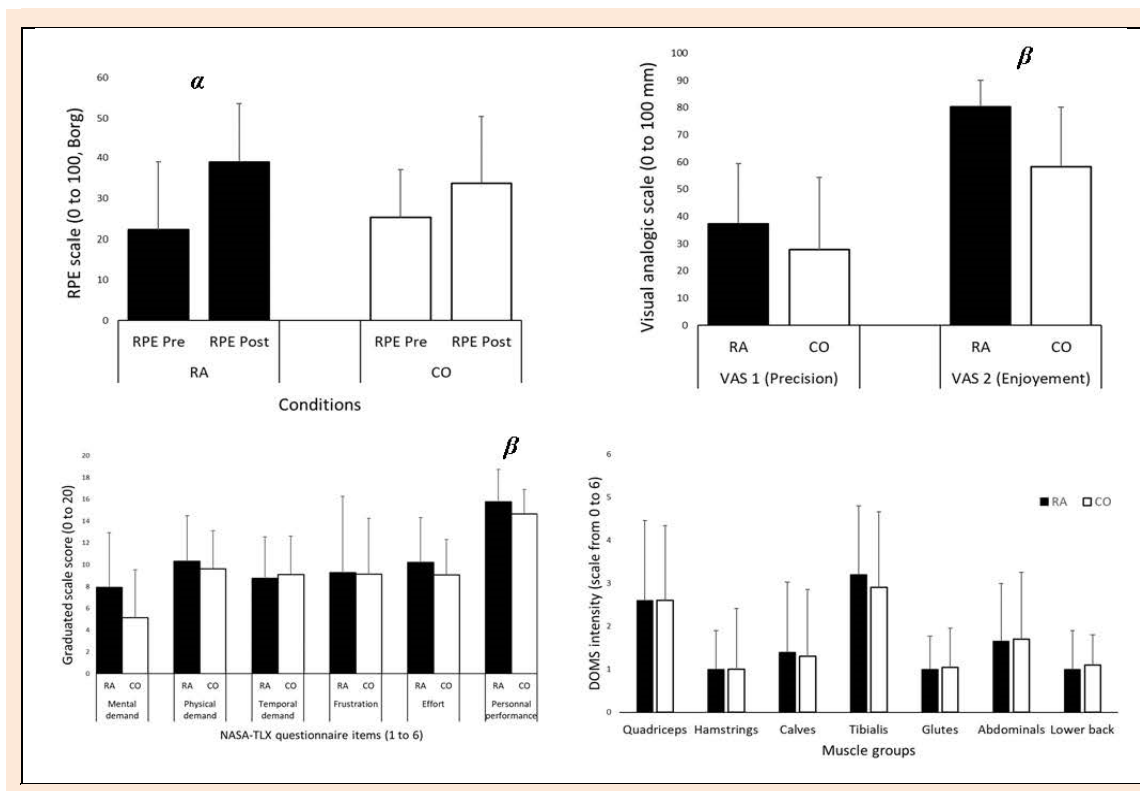 α
RPE scale (0 to 100, Borg)
60
50
40
30
20
10
0
RPE Pre RPE Post RPE Pre RPE Post
RA CO
Conditions
β
Visual analogic scale (0 to 100 mm)
100
90
80
70
60
50
40
30
20
10
0
RA CO RA CO
VAS 1 (Precision) VAS 2 (Enjoyement)
β
Graduated scale score (0 to 20)
20
18
16
14
12
10
8
6
4
2
0
RA CO RA CO RA CO RA CO RA CO RA CO
Mental Physical Temporal Frustration Effort Personnal
demand demand demand performance
NASA-TLX questionnaire items (1 to 6)
DOMS intensity (scale from 0 to 6)
6
5
4
3
2
1
0
RA CO
Quadriceps Hamstrings Calves Tibialis Glutes Abdominals Lower back
Muscle groups